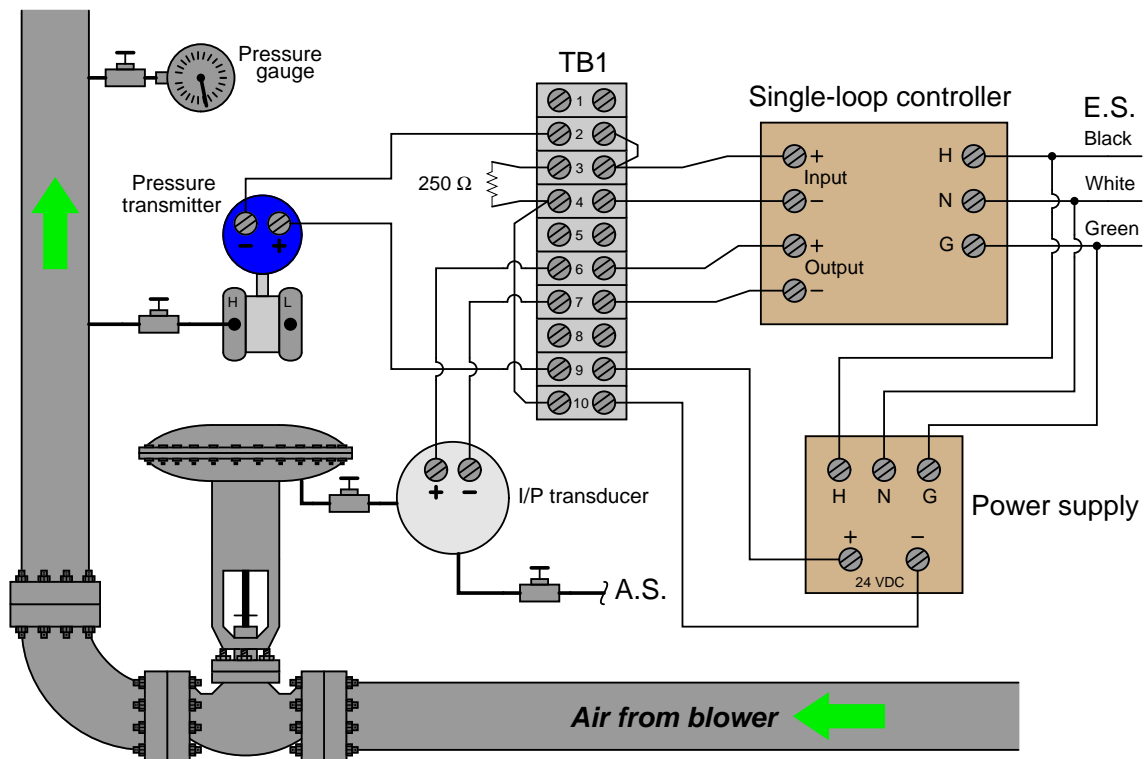 Pressure
gauge
TB1
1
2
3
4
5
6
7
8
9
10
Single-loop controller
E.S.
Black
White
Green
H
N
G
+
Input
−
+
Output
−
250 Ω
Pressure
transmitter
− +
H L
+ −
I/P transducer
A.S.
H N G
Power supply
+ −
24 VDC
Air from blower